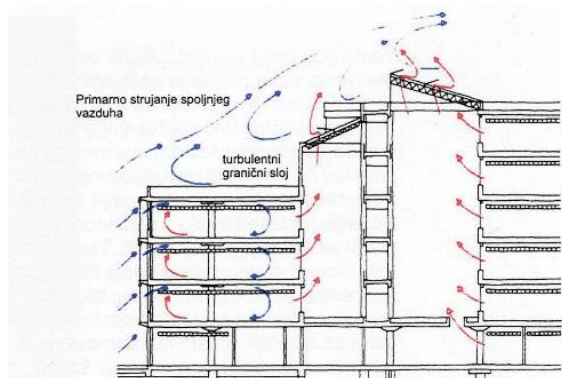 Primarno strujanje spoljnjeg
vazduha
turbulentni
granični sloj